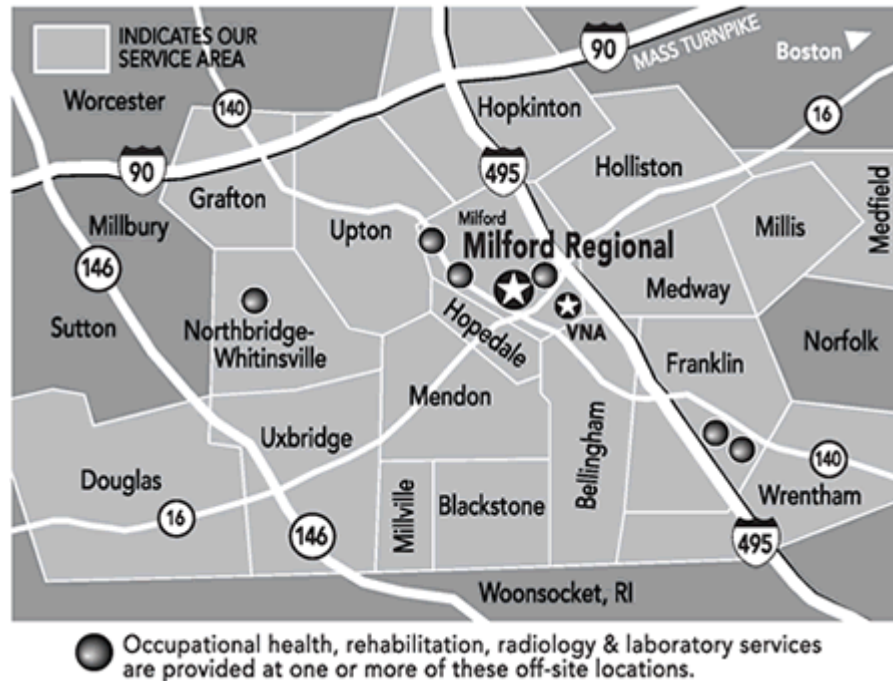 INDICATES OUR
SERVICE AREA
90
MASS TURNPIKE
Boston
Worcester
140
Hopkinton
16
90
495
Holliston
Medfield
Grafton
Millbury
Upton
Milford
Millis
Milford Regional
146
Medway
Sutton
Northbridge-
Whitinsville
Hopedale
VNA
Norfolk
Franklin
Mendon
Uxbridge
Bellingham
Douglas
140
16
Millville
Blackstone
Wrentham
146
495
Woonsocket, RI
Occupational health, rehabilitation, radiology & laboratory services
are provided at one or more of these off-site locations.